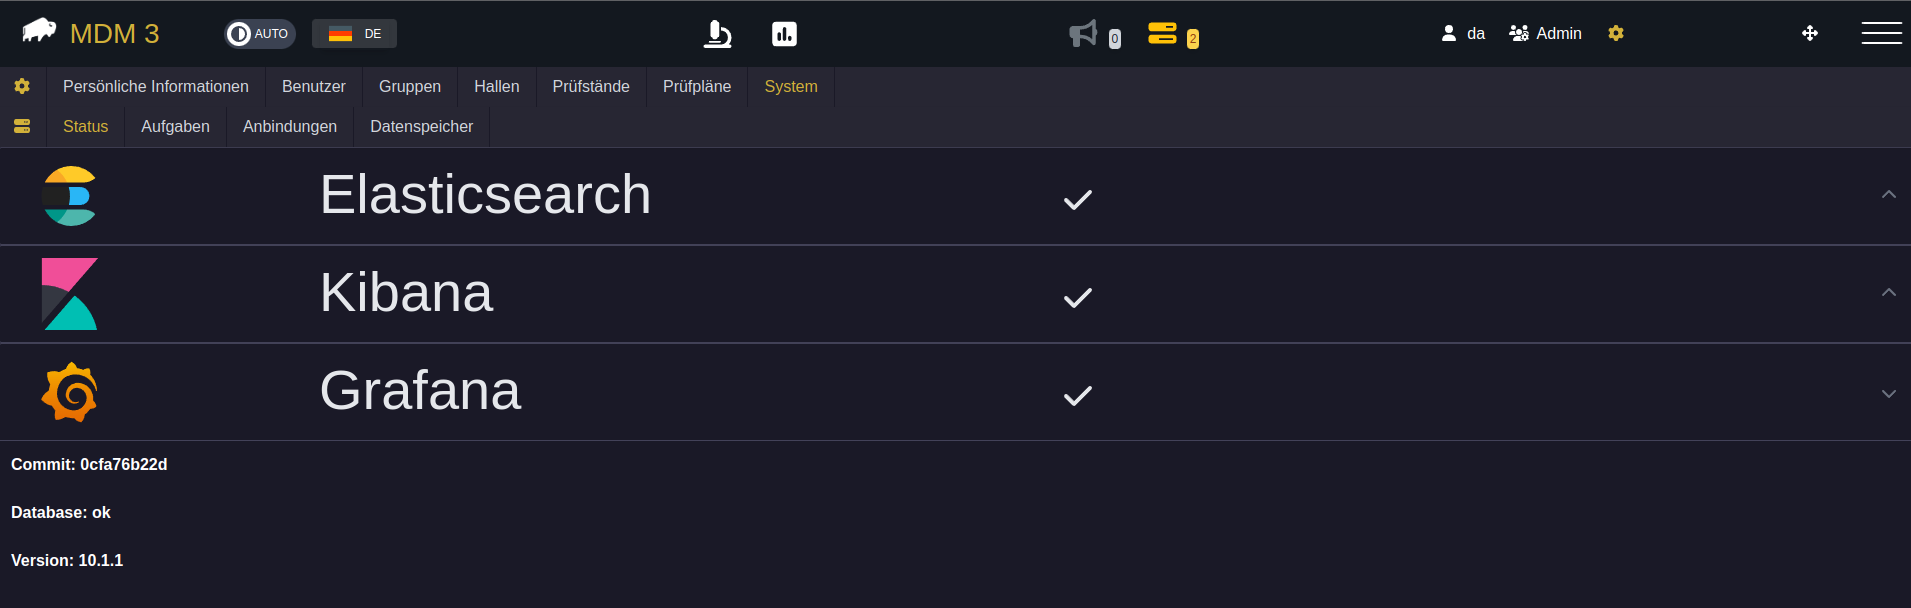 MDM 3 AUTO DE 0 2 da Admin
Persönliche Informationen Benutzer Gruppen Hallen Prüfstände Prüfpläne System
Status Aufgaben Anbindungen Datenspeicher
Elasticsearch
Kibana
Grafana
Commit: 0cfa76b22d
Database: ok
Version: 10.1.1